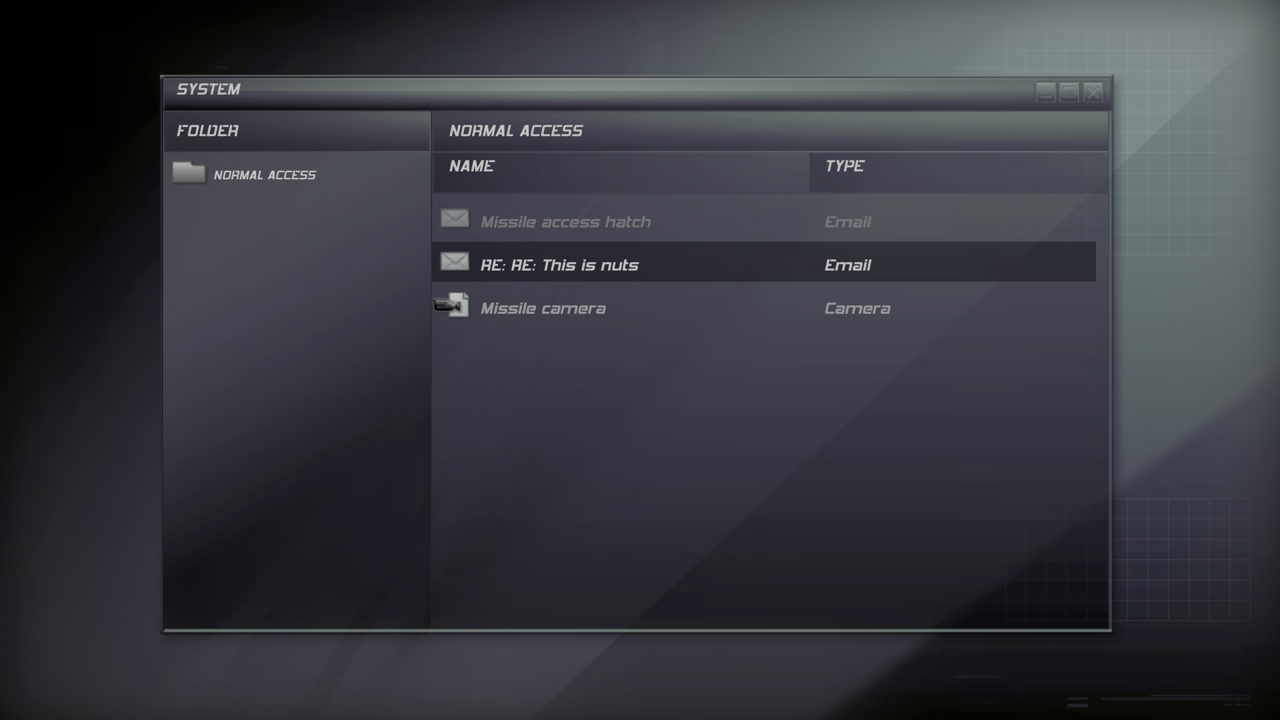 SYSTEM
FOLDER
NORMAL ACCESS
NORMAL ACCESS
NAME TYPE
Missile access hatch Email
RE: RE: This is nuts Email
Missile camera Camera